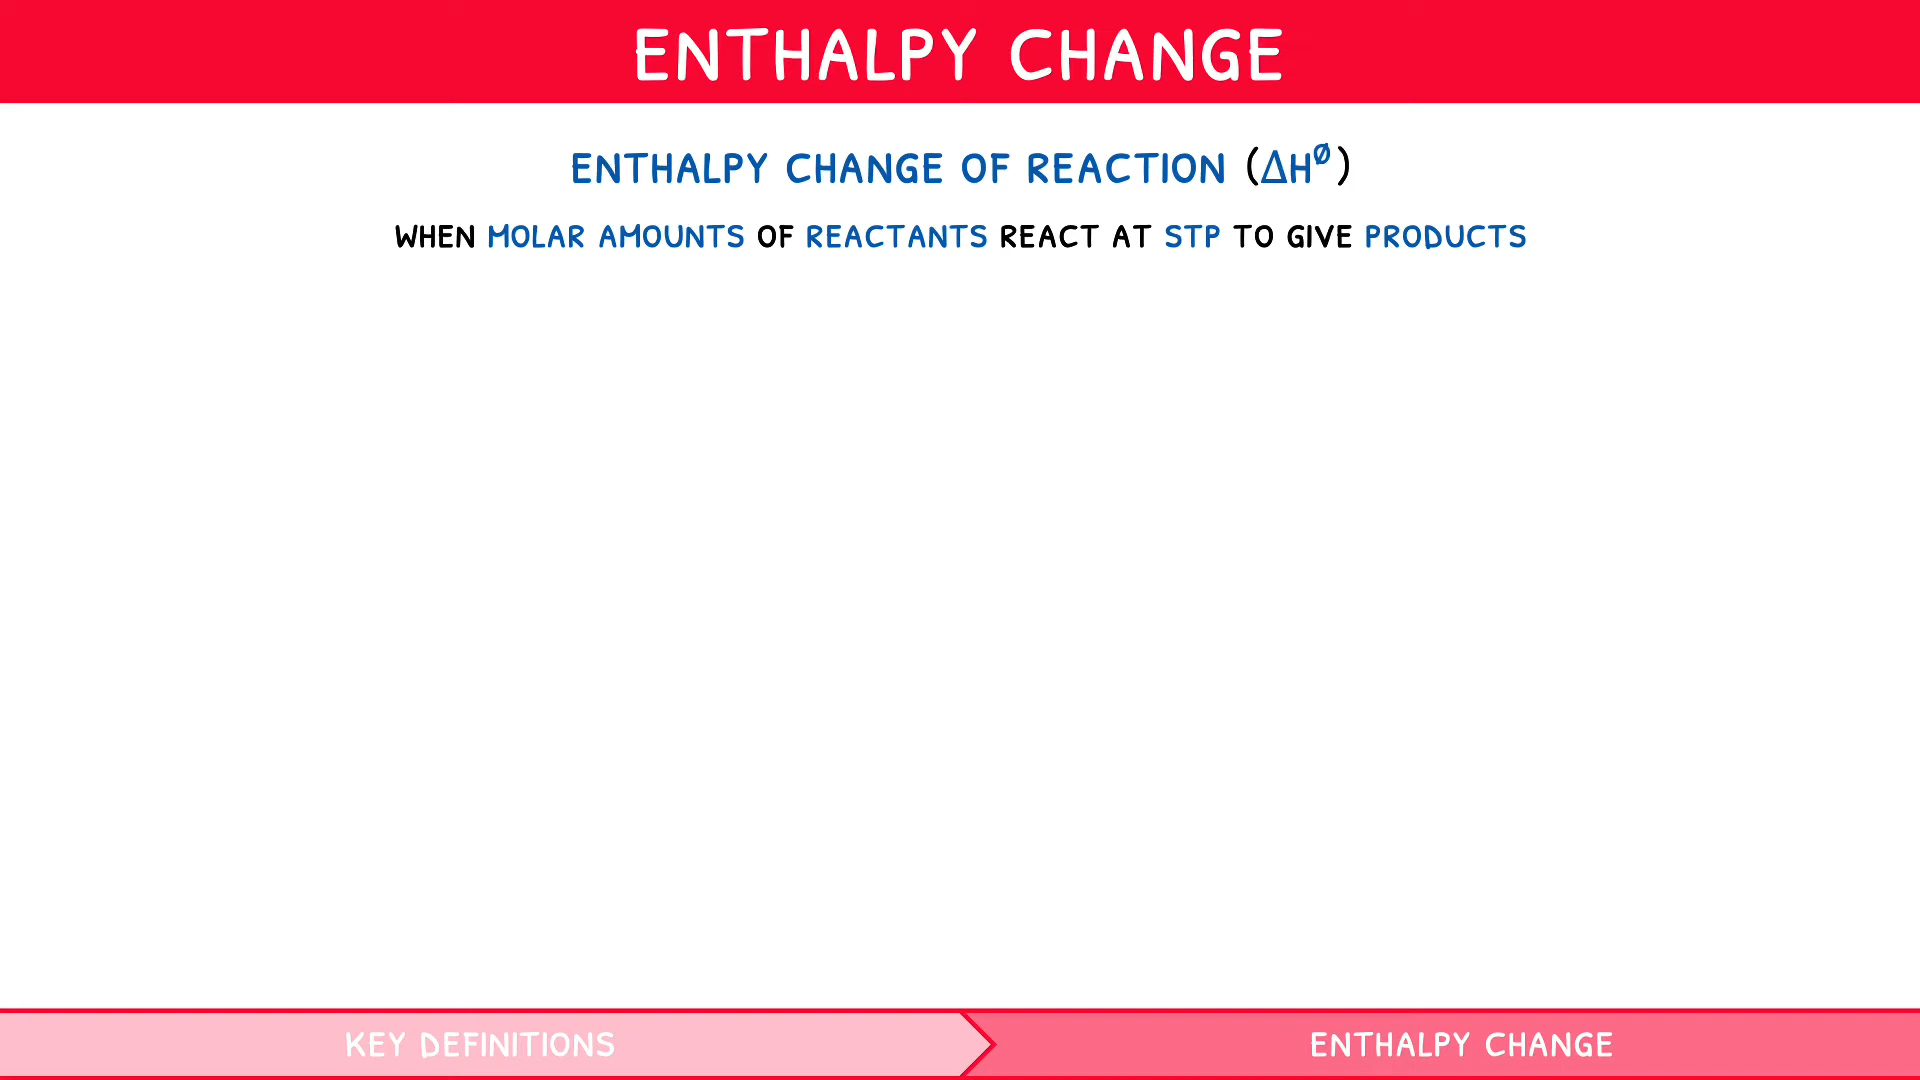 ENTHALPY CHANGE
ENTHALPY CHANGE OF REACTION (ΔH⁰)
WHEN MOLAR AMOUNTS OF REACTANTS REACT AT STP TO GIVE PRODUCTS
KEY DEFINITIONS
ENTHALPY CHANGE